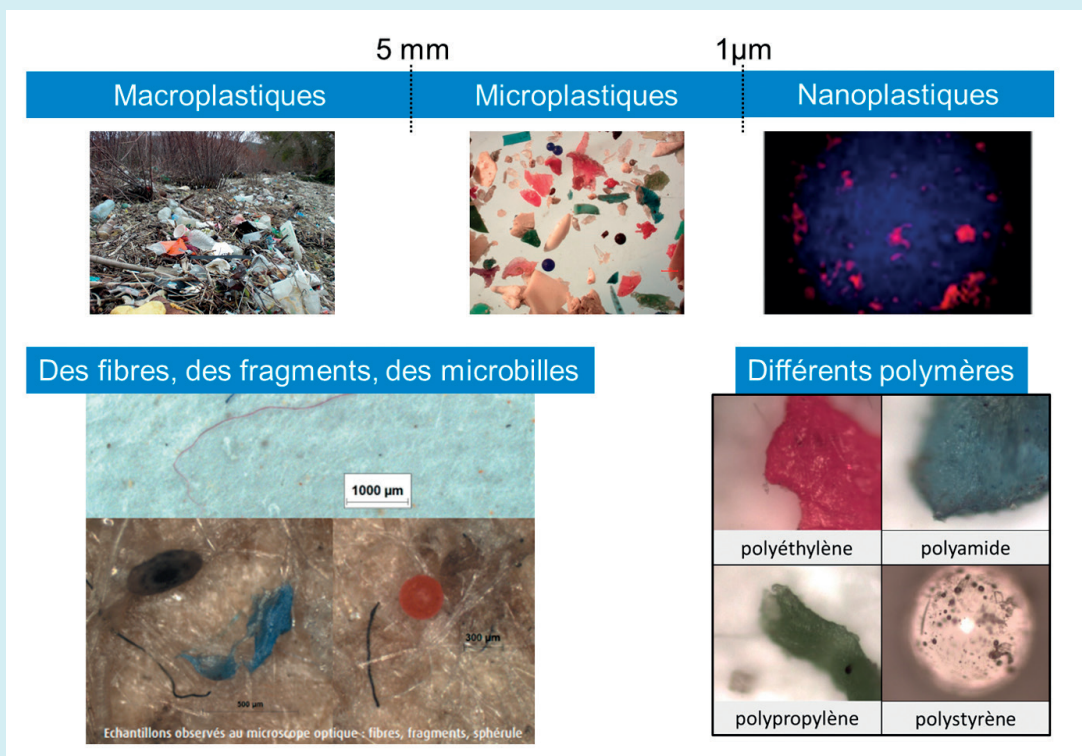 5 mm
1µm
Macroplastiques
Microplastiques
Nanoplastiques
Des fibres, des fragments, des microbilles
Différents polymères
1000 µm
300 µm
500 µm
Echantillons observés au microscope optique : fibres, fragments, sphérule
polyéthylène
polyamide
polypropylène
polystyrène